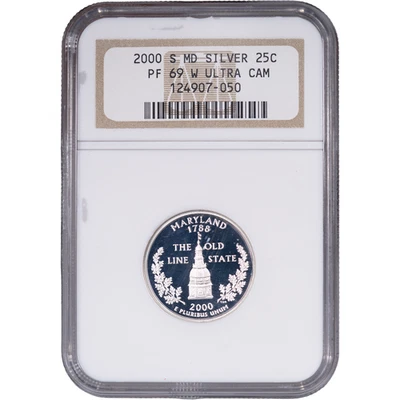 2000 S MD SILVER 25C
PF 69 W ULTRA CAM
124907-050
MARYLAND
1788
THE OLD
LINE STATE
2000
E PLURIBUS UNUM